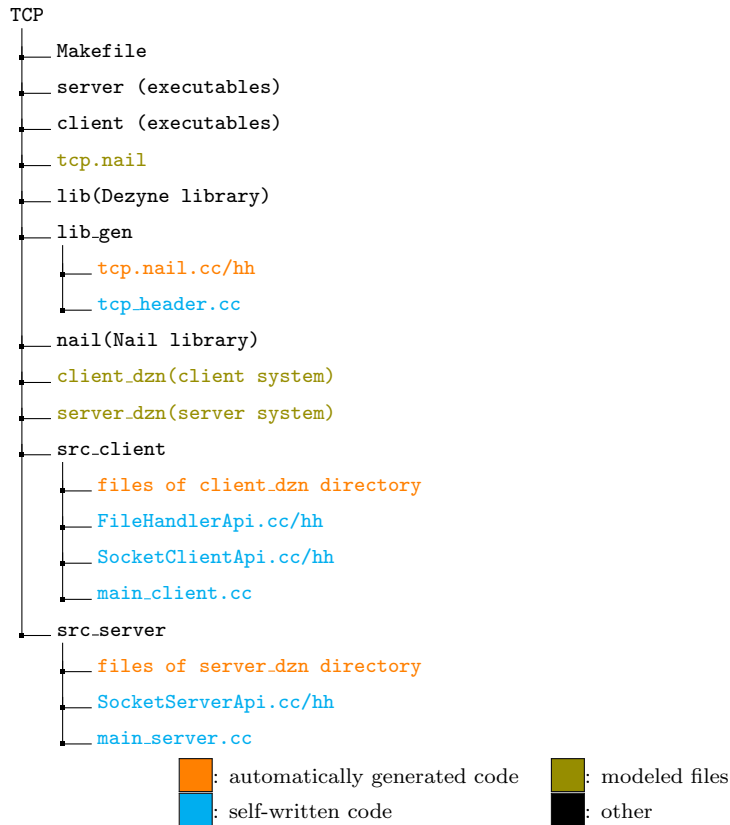 TCP
Makefile
server (executables)
client (executables)
tcp.nail
lib(Dezyne library)
lib_gen
tcp.nail.cc/hh
tcp_header.cc
nail(Nail library)
client_dzn(client system)
server_dzn(server system)
src_client
files of client_dzn directory
FileHandlerApi.cc/hh
SocketClientApi.cc/hh
main_client.cc
src_server
files of server_dzn directory
SocketServerApi.cc/hh
main_server.cc
: automatically generated code : modeled files
: self-written code : other